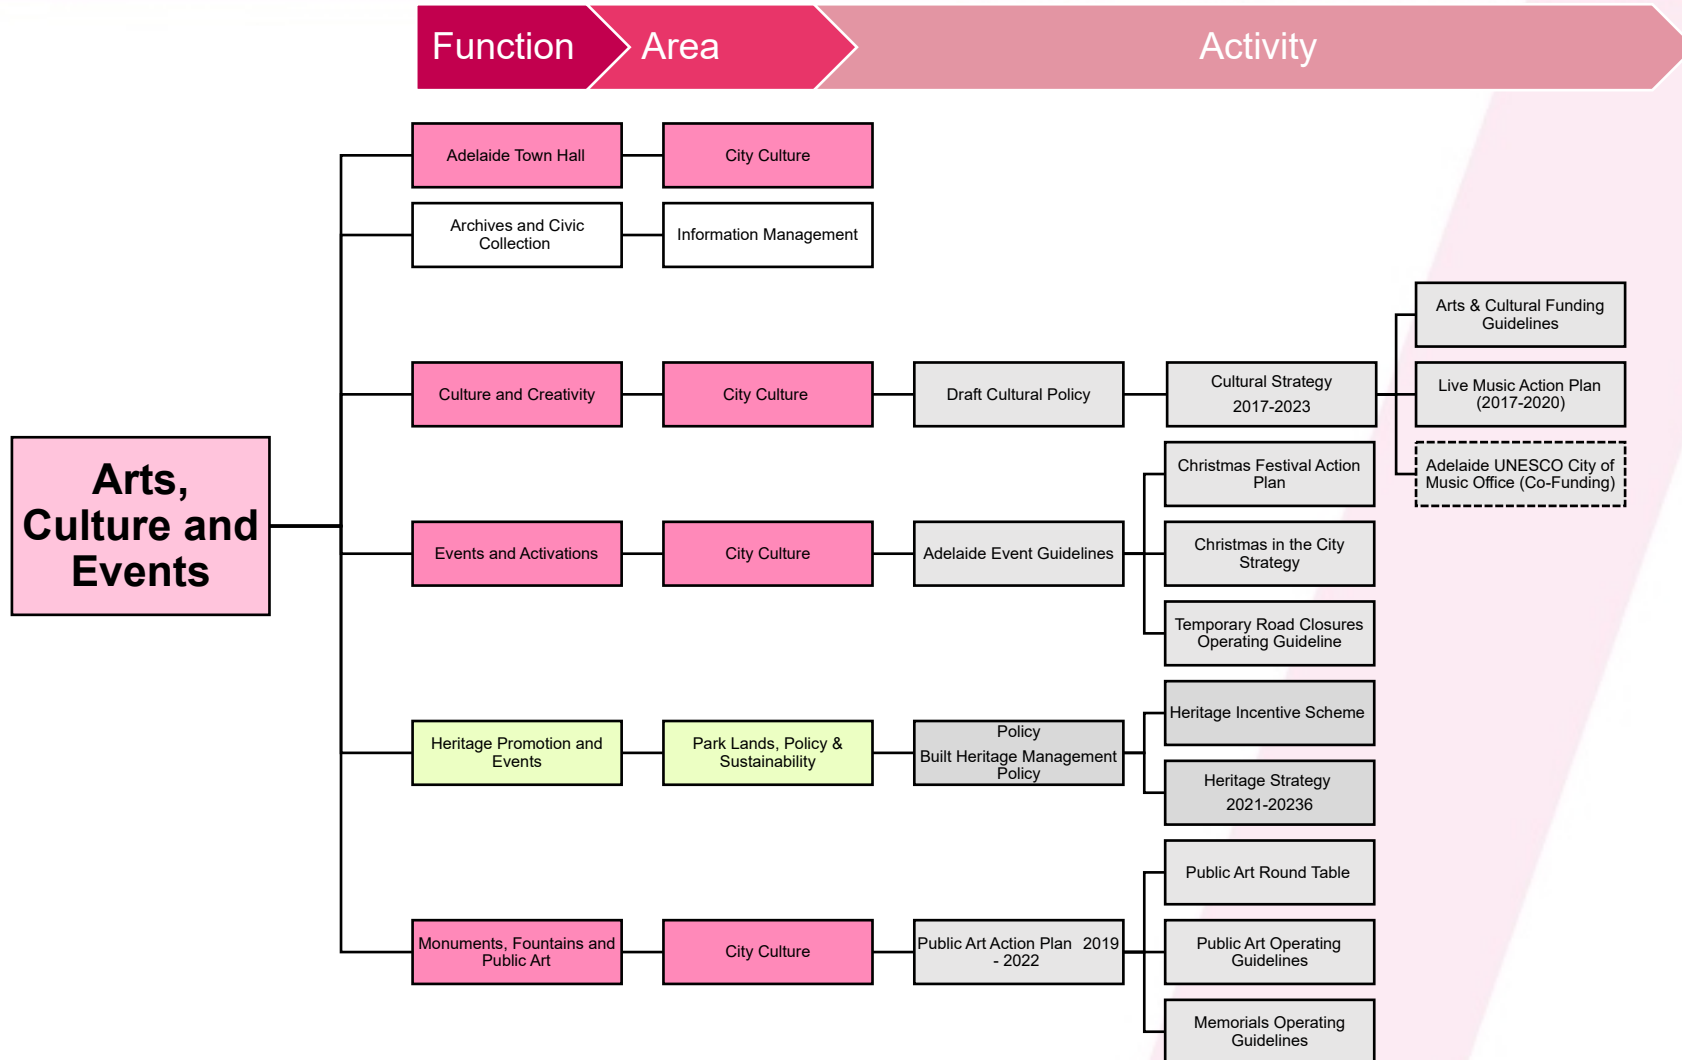 Function
Area
Activity
Adelaide Town Hall
City Culture
Archives and Civic
Collection
Information Management
Arts & Cultural Funding
Guidelines
Culture and Creativity
City Culture
Draft Cultural Policy
Cultural Strategy
2017-2023
Live Music Action Plan
(2017-2020)
Adelaide UNESCO City of
Music Office (Co-Funding)
Arts,
Culture and
Events
Christmas Festival Action
Plan
Events and Activations
City Culture
Adelaide Event Guidelines
Christmas in the City
Strategy
Temporary Road Closures
Operating Guideline
Heritage Promotion and
Events
Park Lands, Policy &
Sustainability
Policy
Built Heritage Management
Policy
Heritage Incentive Scheme
Heritage Strategy
2021-20236
Public Art Round Table
Monuments, Fountains and
Public Art
City Culture
Public Art Action Plan 2019
- 2022
Public Art Operating
Guidelines
Memorials Operating
Guidelines